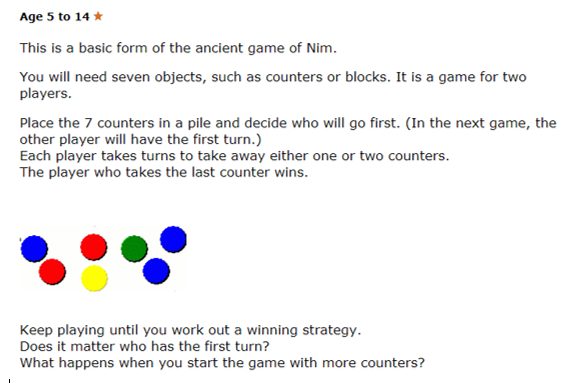 Age 5 to 14 ★
This is a basic form of the ancient game of Nim.
You will need seven objects, such as counters or blocks. It is a game for two
players.
Place the 7 counters in a pile and decide who will go first. (In the next game, the
other player will have the first turn.)
Each player takes turns to take away either one or two counters.
The player who takes the last counter wins.
Keep playing until you work out a winning strategy.
Does it matter who has the first turn?
What happens when you start the game with more counters?